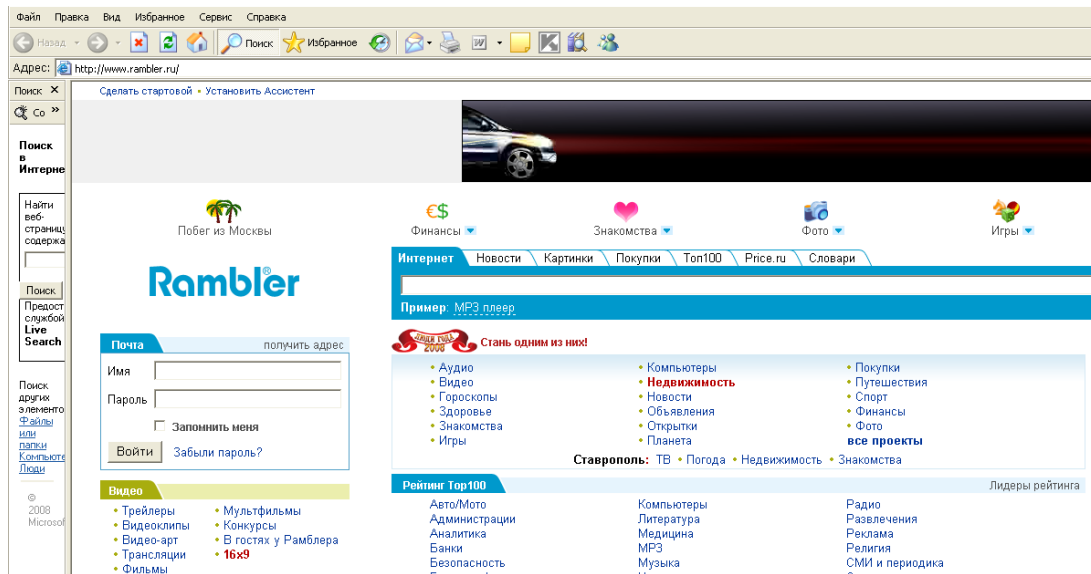 Файл Правка Вид Избранное Сервис Справка
Назад Поиск Избранное
Адрес: http://www.rambler.ru/
Поиск
Co »
Поиск
в
Интерне
Найти
веб-
страницу
содержа
Поиск
Предост
службой
Live
Search
Поиск
других
элементо
Файлы
или
папки
Компьюте
Люди
©
2008
Microsof
Сделать стартовой • Установить Ассистент
Побег из Москвы
€$
Финансы
Знакомства
Фото
Игры
Rambler
Интернет Новости Картинки Покупки Топ100 Price.ru Словари
Пример: MP3 плеер
Почта получить адрес
Имя
Пароль
Запомнить меня
Войти Забыли пароль?
ЛЮДИ ГОДА 2008 Стань одним из них!
• Аудио • Компьютеры • Покупки
• Видео • Недвижимость • Путешествия
• Гороскопы • Новости • Спорт
• Здоровье • Объявления • Финансы
• Знакомства • Открытки • Фото
• Игры • Планета все проекты
Ставрополь: ТВ • Погода • Недвижимость • Знакомства
Видео
• Трейлеры • Мультфильмы
• Видеоклипы • Конкурсы
• Видео-арт • В гостях у Рамблера
• Трансляции • 16x9
• Фильмы
Рейтинг Top100 Лидеры рейтинга
Авто/Мото Компьютеры Радио
Администрации Литература Развлечения
Аналитика Медицина Реклама
Банки MP3 Религия
Безопасность Музыка СМИ и периодика